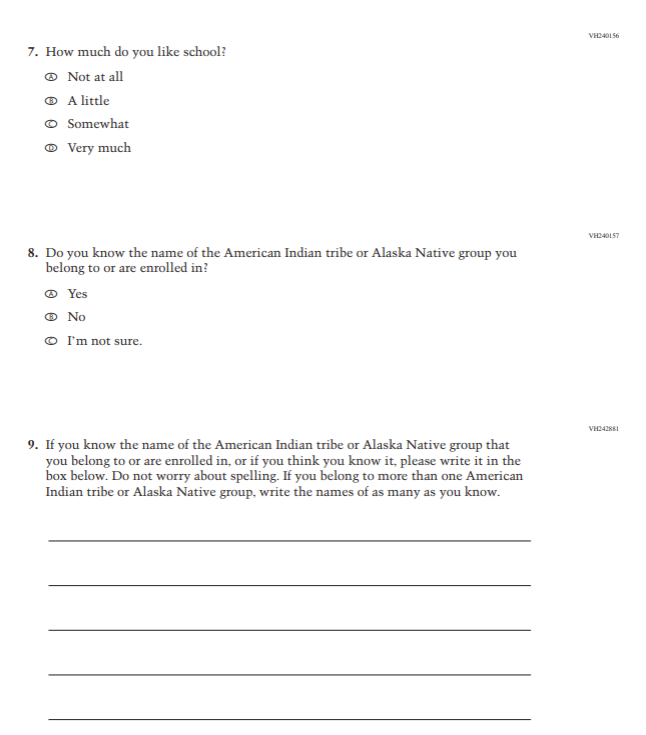 VH240156
7. How much do you like school?
Ⓐ Not at all
Ⓑ A little
Ⓒ Somewhat
Ⓓ Very much
VH240157
8. Do you know the name of the American Indian tribe or Alaska Native group you
belong to or are enrolled in?
Ⓐ Yes
Ⓑ No
Ⓒ I'm not sure.
VH242881
9. If you know the name of the American Indian tribe or Alaska Native group that
you belong to or are enrolled in, or if you think you know it, please write it in the
box below. Do not worry about spelling. If you belong to more than one American
Indian tribe or Alaska Native group, write the names of as many as you know.